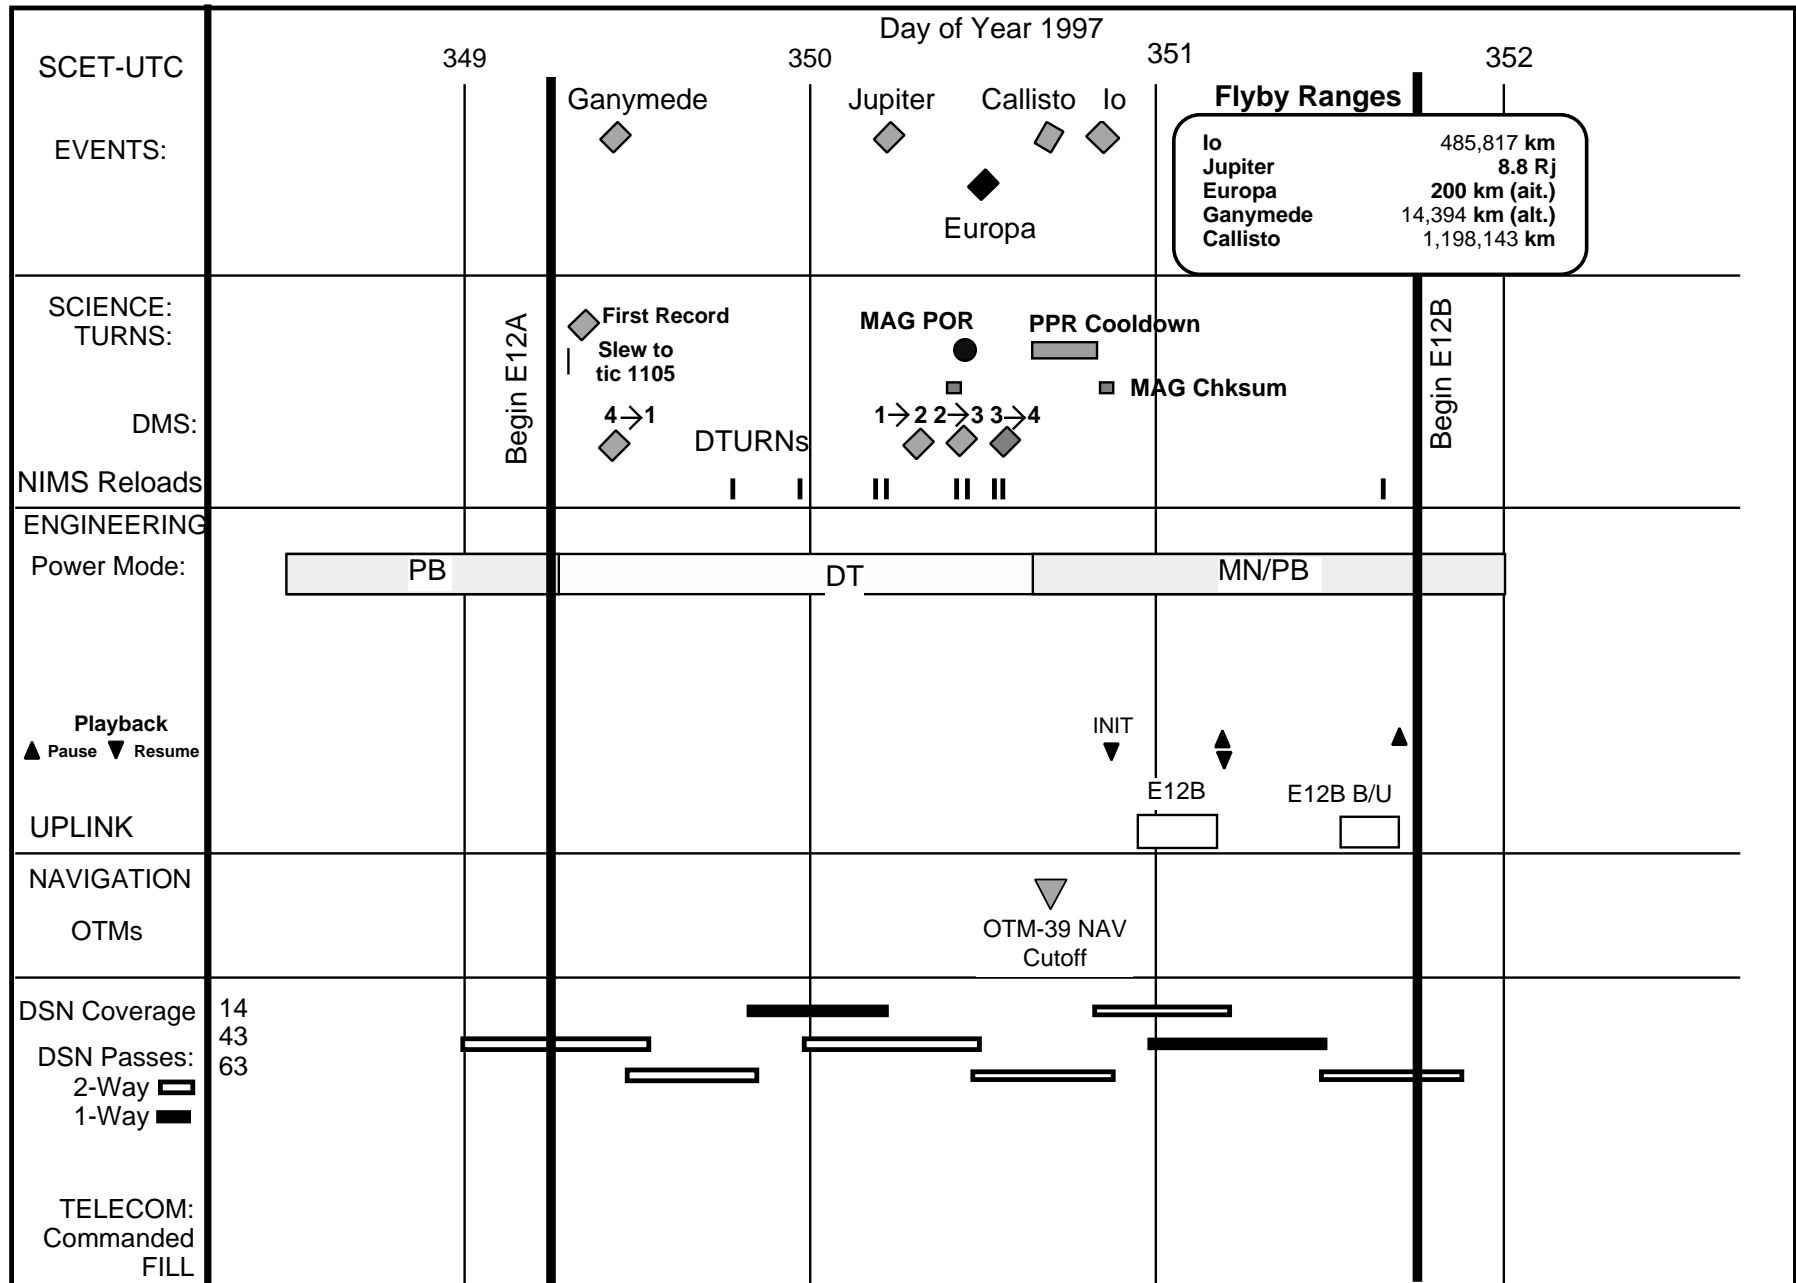 Day of Year 1997
SCET-UTC
349
350
351
352
EVENTS:
Ganymede
Jupiter
Callisto
Io
Europa
Flyby Ranges
Io 485,817 km
Jupiter 8.8 Rj
Europa 200 km (ait.)
Ganymede 14,394 km (alt.)
Callisto 1,198,143 km
SCIENCE:
TURNS:
Begin E12A
First Record
Slew to
tic 1105
MAG POR
PPR Cooldown
MAG Chksum
Begin E12B
DMS:
4→1
DTURNs
1→2 2→3 3→4
NIMS Reloads
ENGINEERING
Power Mode:
PB
DT
MN/PB
Playback
Pause Resume
INIT
E12B
E12B B/U
UPLINK
NAVIGATION
OTMs
OTM-39 NAV
Cutoff
DSN Coverage
14
43
63
DSN Passes:
2-Way
1-Way
TELECOM:
Commanded
FILL